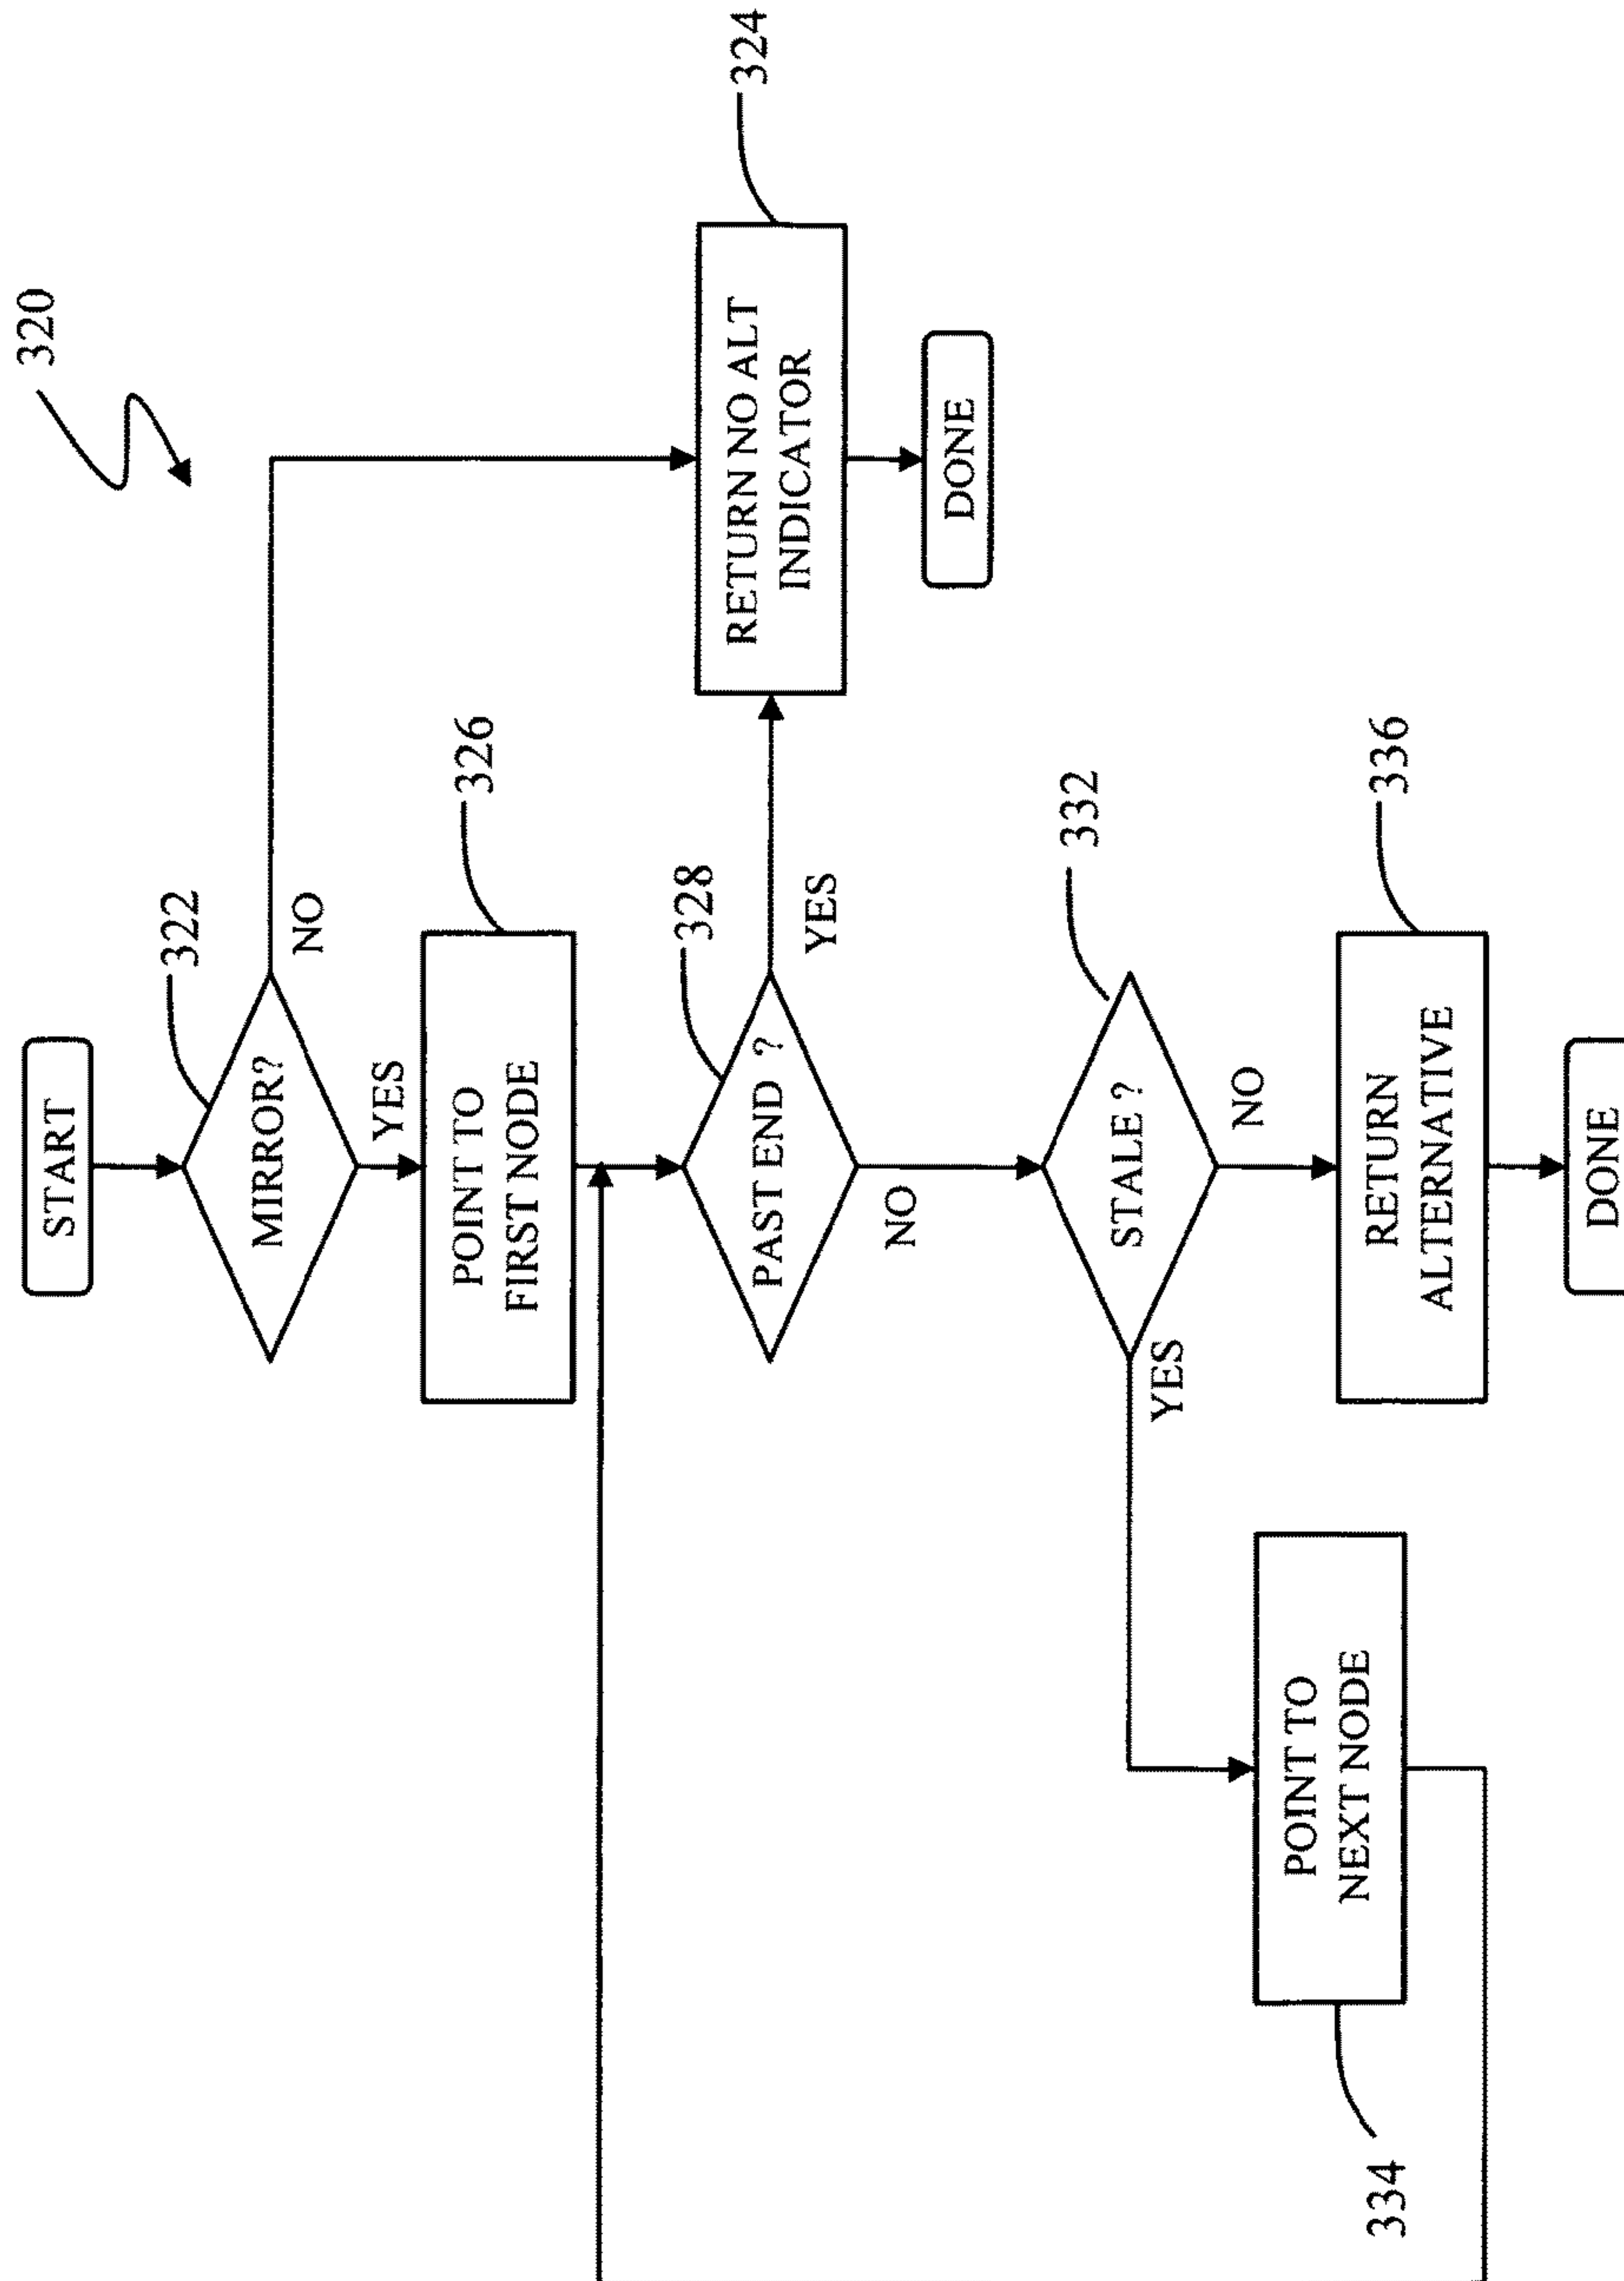 320
START
322
MIRROR?
NO
YES
326
POINT TO
FIRST NODE
328
PAST END ?
YES
NO
324
RETURN NO ALT
INDICATOR
DONE
332
STALE ?
YES
NO
334
POINT TO
NEXT NODE
336
RETURN
ALTERNATIVE
DONE